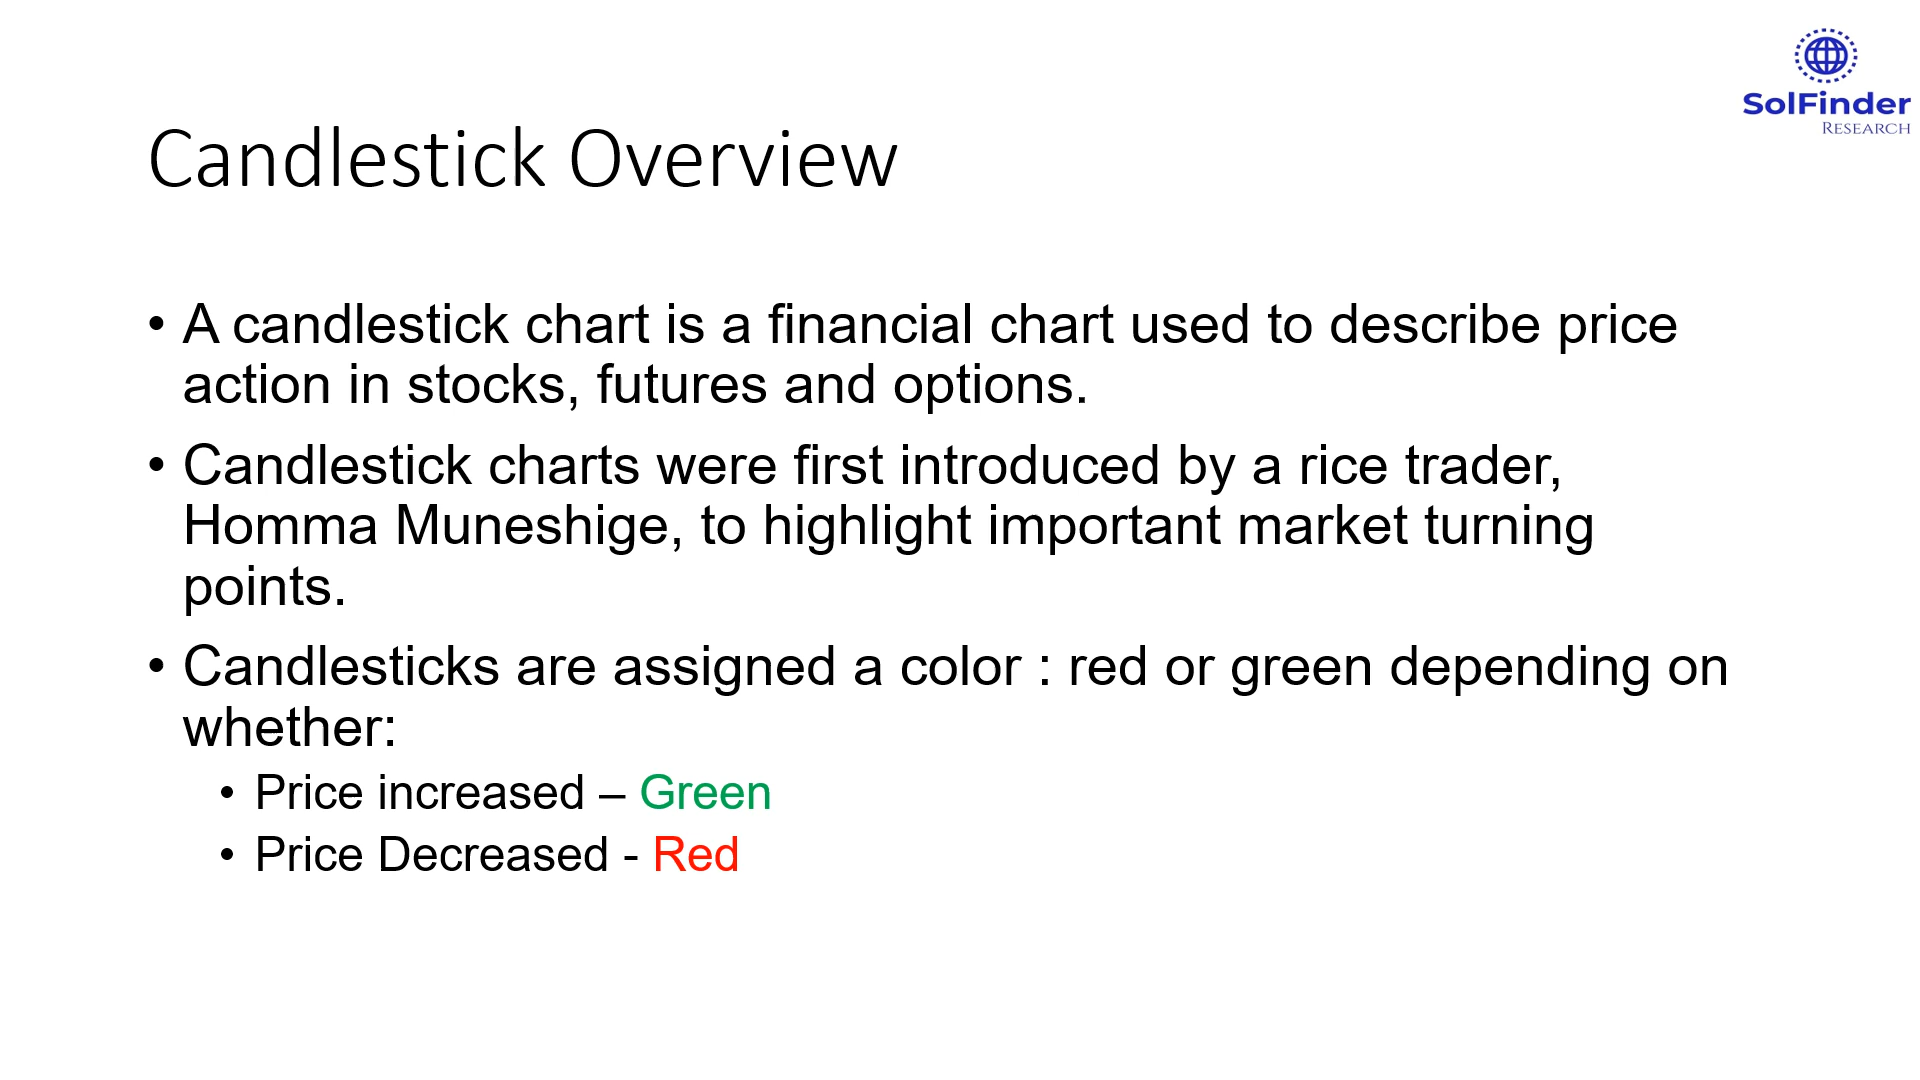 SolFinder
RESEARCH
Candlestick Overview
• A candlestick chart is a financial chart used to describe price
action in stocks, futures and options.
• Candlestick charts were first introduced by a rice trader,
Homma Muneshige, to highlight important market turning
points.
• Candlesticks are assigned a color : red or green depending on
whether:
• Price increased – Green
• Price Decreased - Red